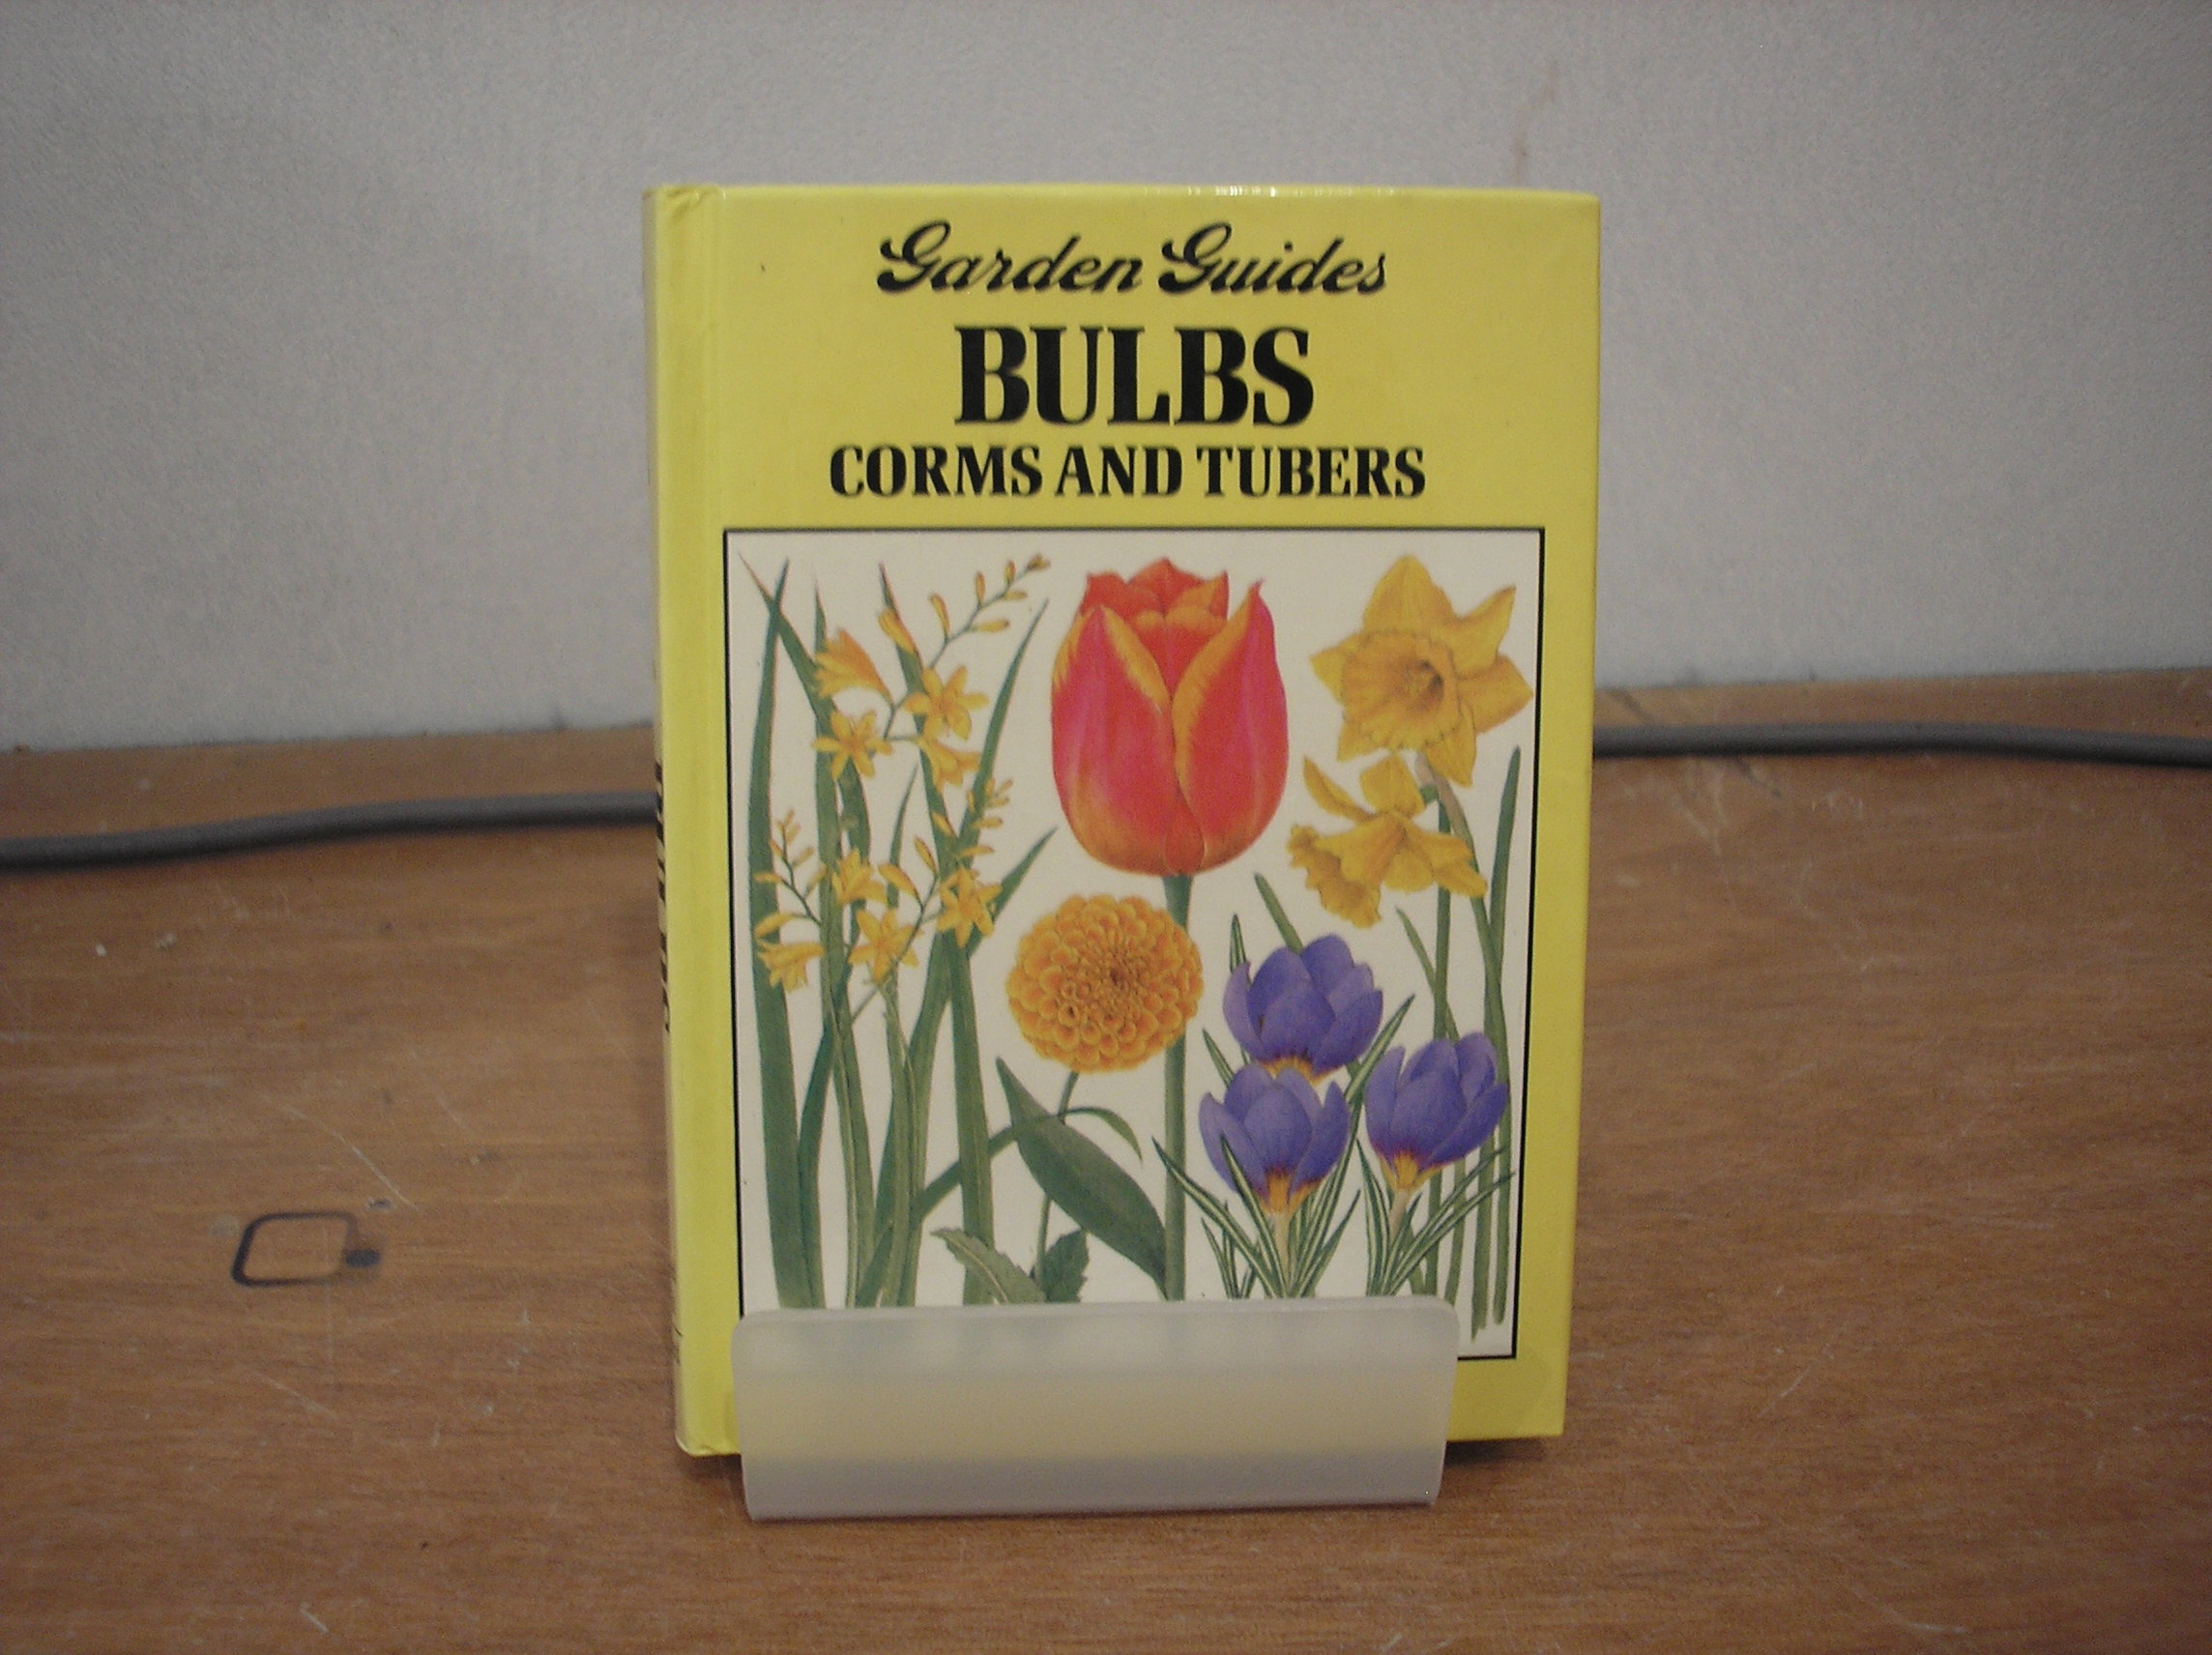 Garden Guides
BULBS
CORMS AND TUBERS